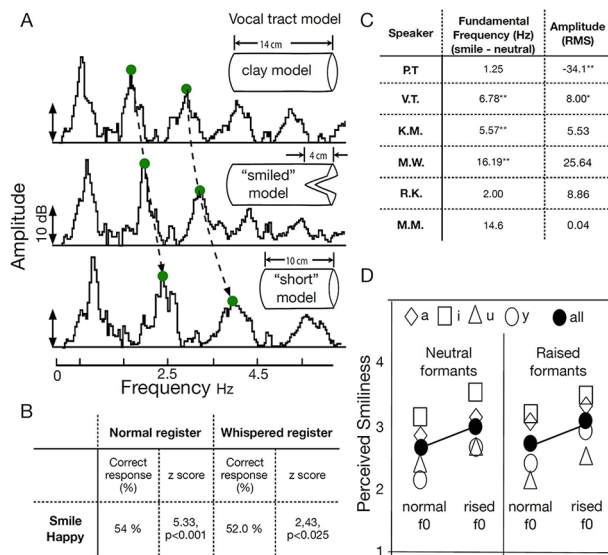 A
Vocal tract model
14 cm
clay model
4 cm
"smiled"
model
10 cm
"short"
model
Amplitude
10 dB
0 2.5 4.5
Frequency Hz
B
Normal register Whispered register
Correct response (%) z score Correct response (%) z score
Smile Happy 54 % 5.33, p<0.001 52.0 % 2,43, p<0.025
C
Speaker Fundamental Frequency (Hz) (smile - neutral) Amplitude (RMS)
P.T 1.25 -34.1**
V.T. 6.78** 8.00*
K.M. 5.57** 5.53
M.W. 16.19** 25.64
R.K. 2.00 8.86
M.M. 14.6 0.04
D
a i u y all
Neutral formants Raised formants
Perceived Smiliness
4
3
2
1
normal f0 rised f0 normal f0 rised f0